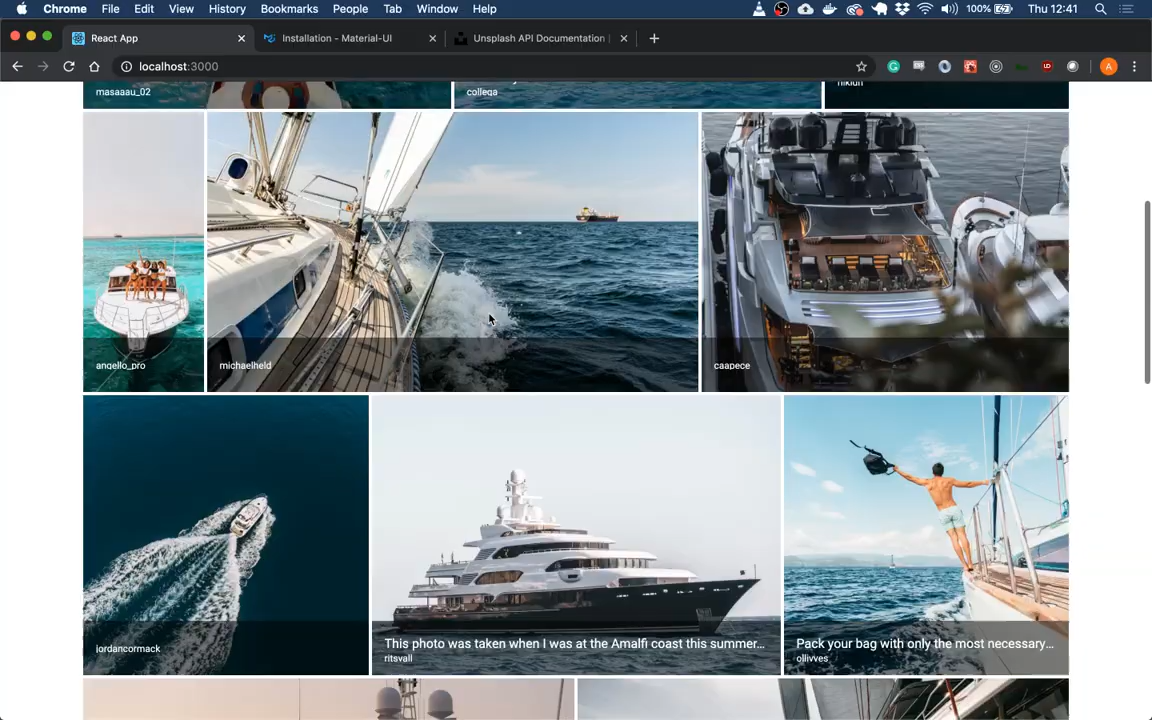 Chrome File Edit View History Bookmarks People Tab Window Help 100% Thu 12:41
React App Installation - Material-UI Unsplash API Documentation
localhost:3000 A
masaaau_02 collega
angello_pro michaelheld caapece
jordancormack
This photo was taken when I was at the Amalfi coast this summer...
ritsvall
Pack your bag with only the most necessary...
ollivves